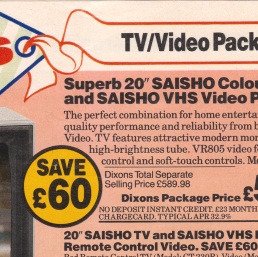 TV/Video Pack
Superb 20" SAISHO Colou
and SAISHO VHS Video P
The perfect combination for home enterta
quality performance and reliability from b
Video. TV features attractive modern mor
high-brightness tube. VR805 video f
control and soft-touch controls. M
SAVE
£60
Dixons Total Separate
Selling Price £589.98
Dixons Package Price £5
NO DEPOSIT INSTANT CREDIT. £23 MONTH
CHARGECARD. TYPICAL APR 32.9%
20" SAISHO TV and SAISHO VHS
Remote Control Video. SAVE £60